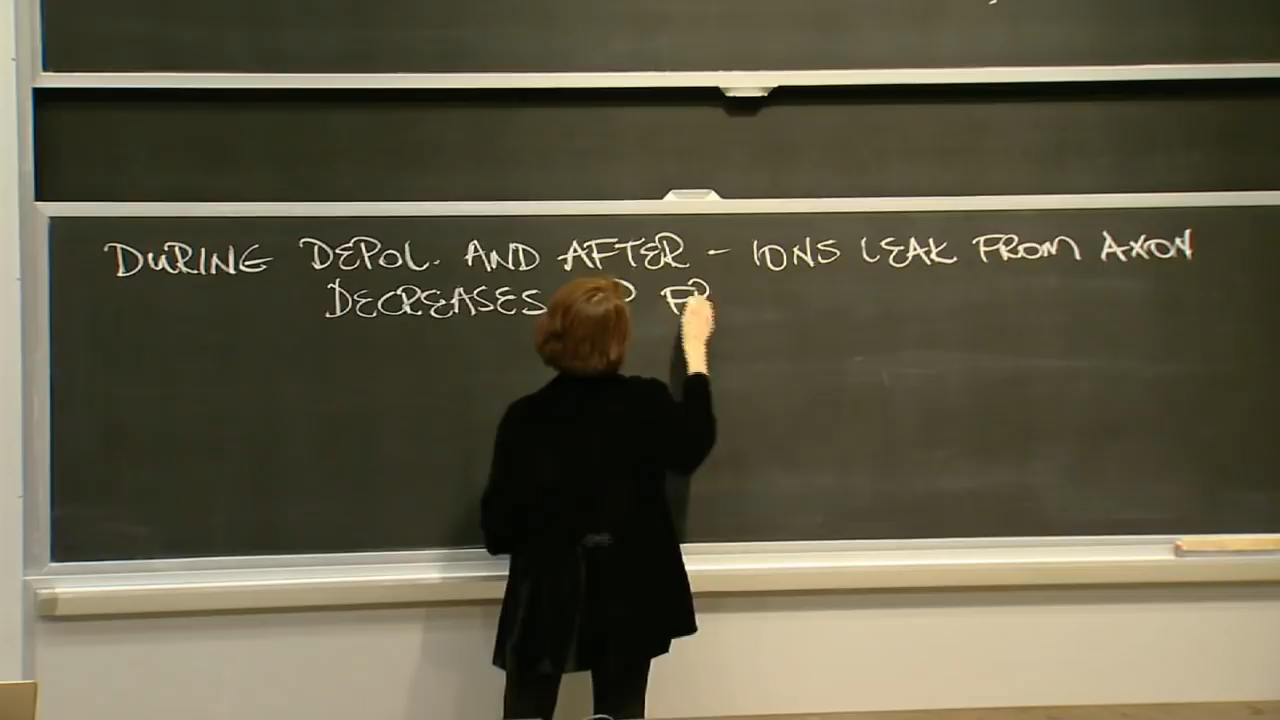 DURING DEPOL. AND AFTER - IONS LEAK FROM AXON
DECREASES